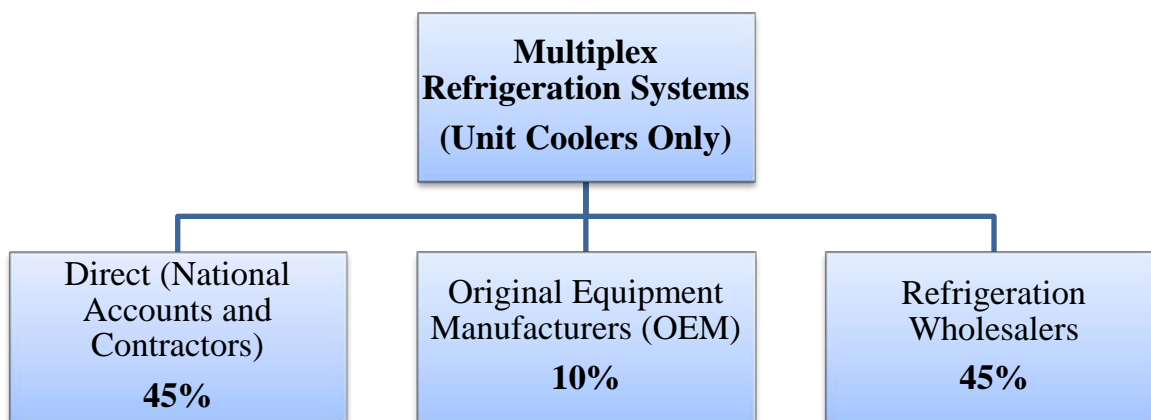 Multiplex
Refrigeration Systems
(Unit Coolers Only)
Direct (National
Accounts and
Contractors)
45%
Original Equipment
Manufacturers (OEM)
10%
Refrigeration
Wholesalers
45%